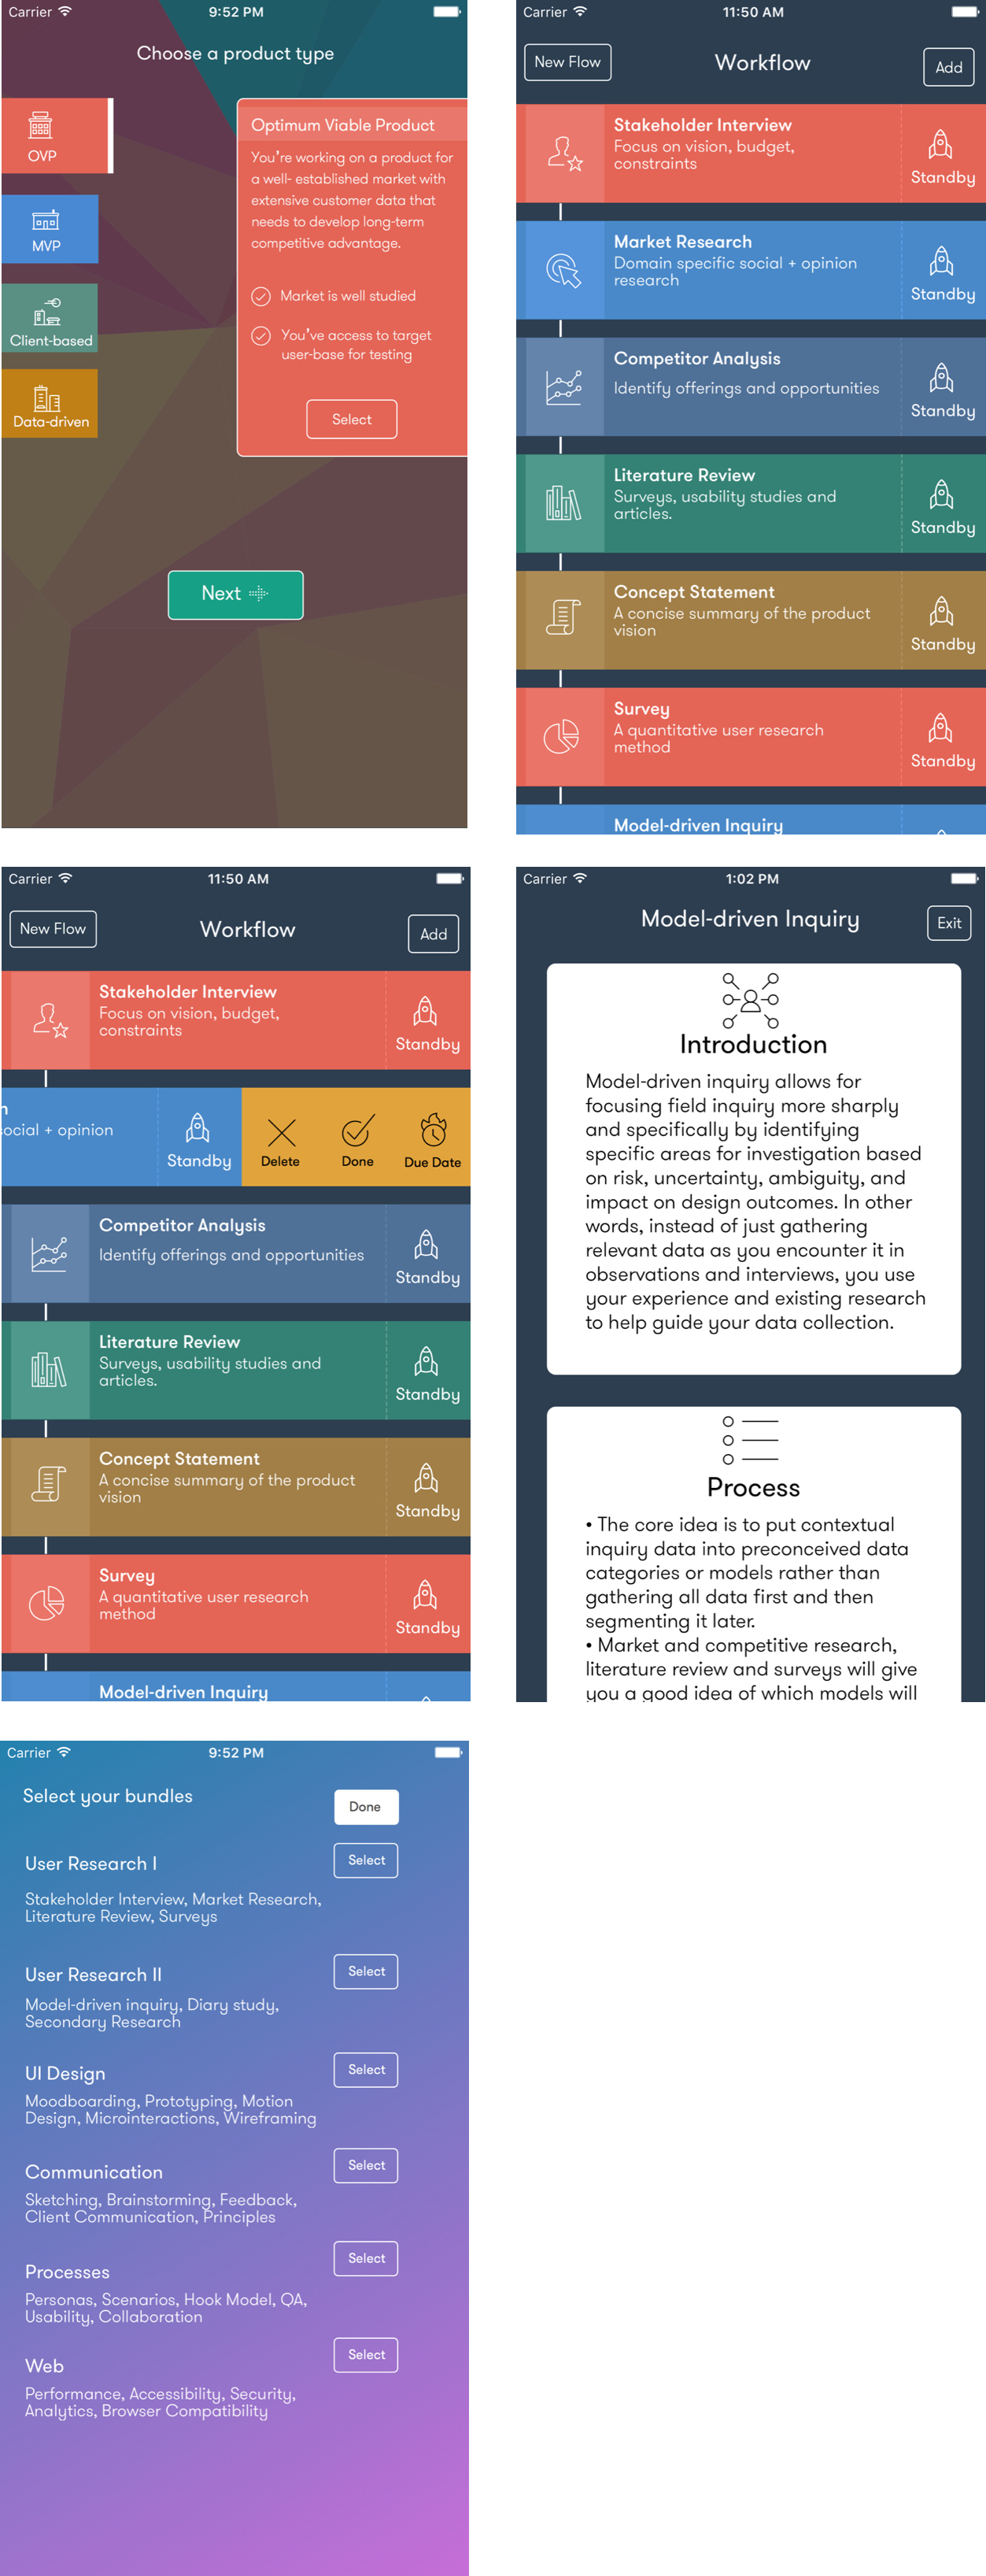 Carrier
9:52 PM
Choose a product type
OVP
MVP
Client-based
Data-driven
Optimum Viable Product
You're working on a product for
a well- established market with
extensive customer data that
needs to develop long-term
competitive advantage.
Market is well studied
You've access to target
user-base for testing
Select
Next
Carrier
11:50 AM
New Flow
Workflow
Add
Stakeholder Interview
Focus on vision, budget,
constraints
Standby
Market Research
Domain specific social + opinion
research
Standby
Competitor Analysis
Identify offerings and opportunities
Standby
Literature Review
Surveys, usability studies and
articles.
Standby
Concept Statement
A concise summary of the product
vision
Standby
Survey
A quantitative user research
method
Standby
Model-driven Inquiry
Carrier
11:50 AM
New Flow
Workflow
Add
Stakeholder Interview
Focus on vision, budget,
constraints
Standby
social + opinion
Standby
Delete
Done
Due Date
Competitor Analysis
Identify offerings and opportunities
Standby
Literature Review
Surveys, usability studies and
articles.
Standby
Concept Statement
A concise summary of the product
vision
Standby
Survey
A quantitative user research
method
Standby
Model-driven Inquiry
Carrier
1:02 PM
Model-driven Inquiry
Exit
Introduction
Model-driven inquiry allows for
focusing field inquiry more sharply
and specifically by identifying
specific areas for investigation based
on risk, uncertainty, ambiguity, and
impact on design outcomes. In other
words, instead of just gathering
relevant data as you encounter it in
observations and interviews, you use
your experience and existing research
to help guide your data collection.
Process
• The core idea is to put contextual
inquiry data into preconceived data
categories or models rather than
gathering all data first and then
segmenting it later.
• Market and competitive research,
literature review and surveys will give
you a good idea of which models will
Carrier
9:52 PM
Select your bundles
Done
User Research I
Select
Stakeholder Interview, Market Research,
Literature Review, Surveys
User Research II
Select
Model-driven inquiry, Diary study,
Secondary Research
UI Design
Select
Moodboarding, Prototyping, Motion
Design, Microinteractions, Wireframing
Communication
Select
Sketching, Brainstorming, Feedback,
Client Communication, Principles
Processes
Select
Personas, Scenarios, Hook Model, QA,
Usability, Collaboration
Web
Select
Performance, Accessibility, Security,
Analytics, Browser Compatibility